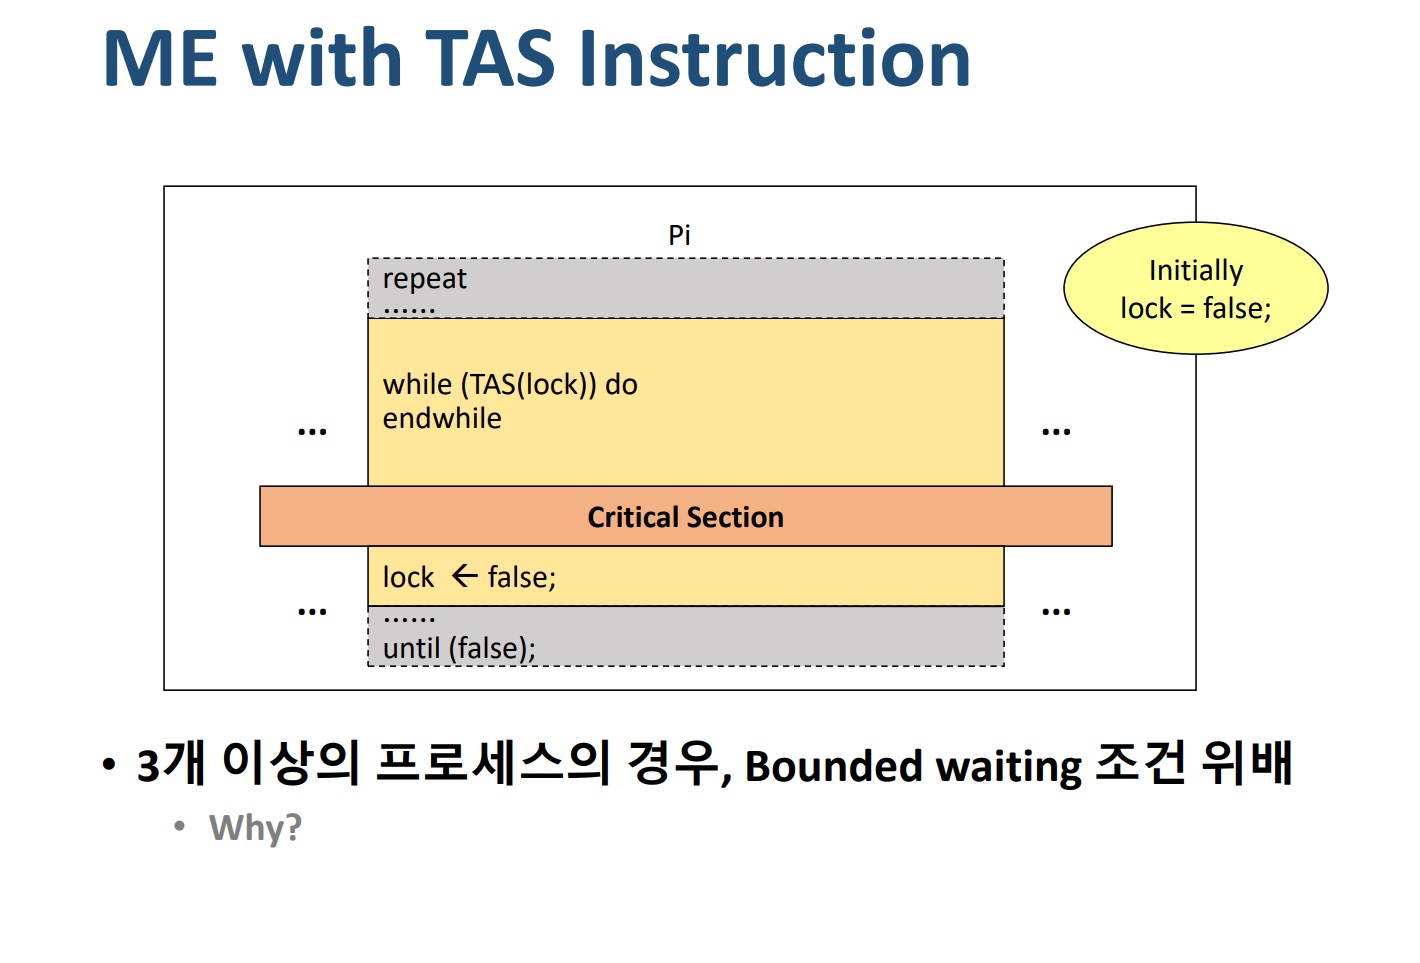 ME with TAS Instruction
Pi
repeat
......
Initially
lock = false;
while (TAS(lock)) do
endwhile
... ...
Critical Section
lock ← false;
... ...
......
until (false);
• 3개 이상의 프로세스의 경우, Bounded waiting 조건 위배
• Why?